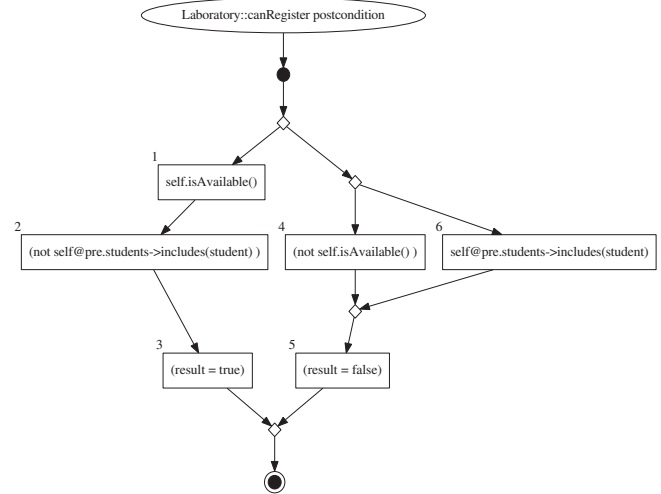 Laboratory::canRegister postcondition
1
self.isAvailable()
2
(not self@pre.students->includes(student) )
4
(not self.isAvailable() )
6
self@pre.students->includes(student)
3
(result = true)
5
(result = false)